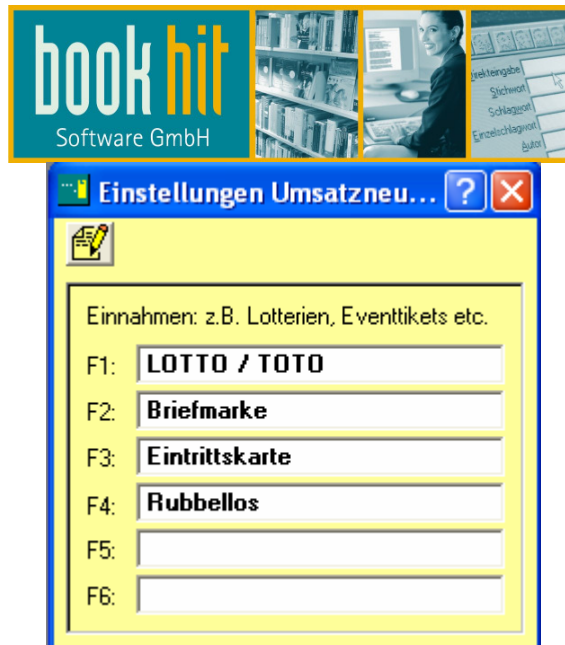 book hit
Software GmbH
Direkteingabe
Stichwort
Schlagwort
Einzelschlagwort
Autor
Einstellungen Umsatzneu...
Einnahmen: z.B. Lotterien, Eventtikets etc.
F1: LOTTO / TOTO
F2: Briefmarke
F3: Eintrittskarte
F4: Rubbellos
F5:
F6: